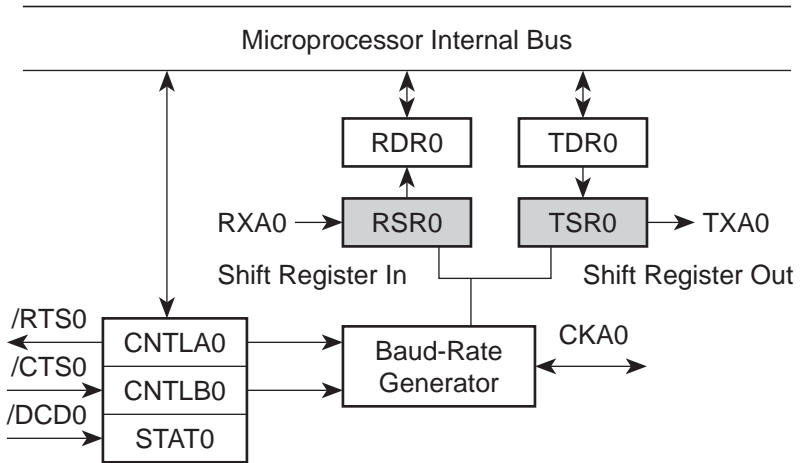 Microprocessor Internal Bus
RDR0
TDR0
RXA0
RSR0
TSR0
TXA0
Shift Register In
Shift Register Out
/RTS0
CNTLA0
Baud-Rate
Generator
CKA0
/CTS0
CNTLB0
/DCD0
STAT0